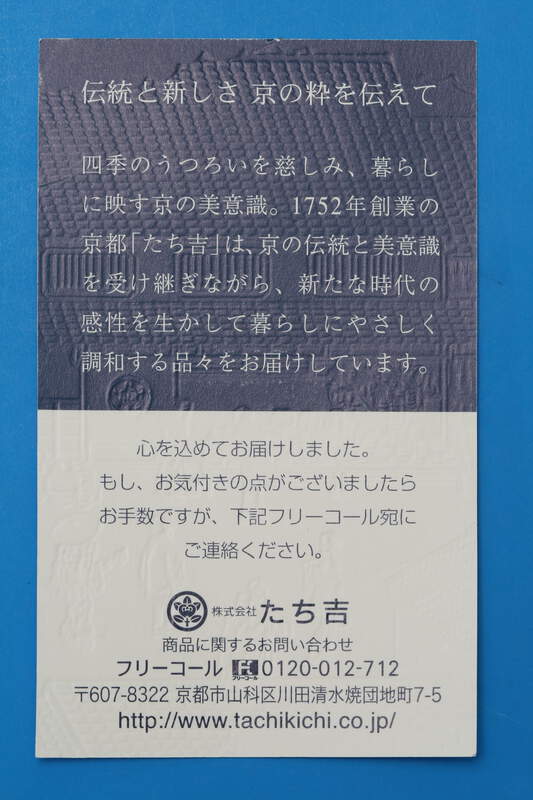 伝統と新しさ 京の粋を伝えて
四季のうつろいを慈しみ、暮らし
に映す京の美意識。1752年創業の
京都「たち吉」は、京の伝統と美意識
を受け継ぎながら、新たな時代の
感性を生かして暮らしにやさしく
調和する品々をお届けしています。
心を込めてお届けしました。
もし、お気付きの点がございましたら
お手数ですが、下記フリーコール宛に
ご連絡ください。
株式会社 たち吉
商品に関するお問い合わせ
フリーコール フリーコール 0120-012-712
〒607-8322 京都市山科区川田清水焼団地町7-5
http://www.tachikichi.co.jp/